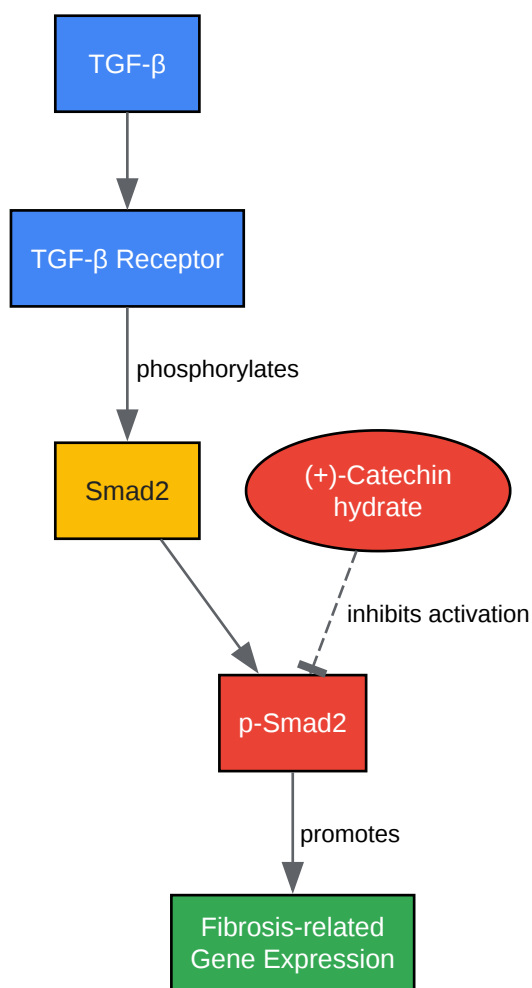 TGF-β
TGF-β Receptor
phosphorylates
Smad2
(+)-Catechin
hydrate
inhibits activation
p-Smad2
promotes
Fibrosis-related
Gene Expression